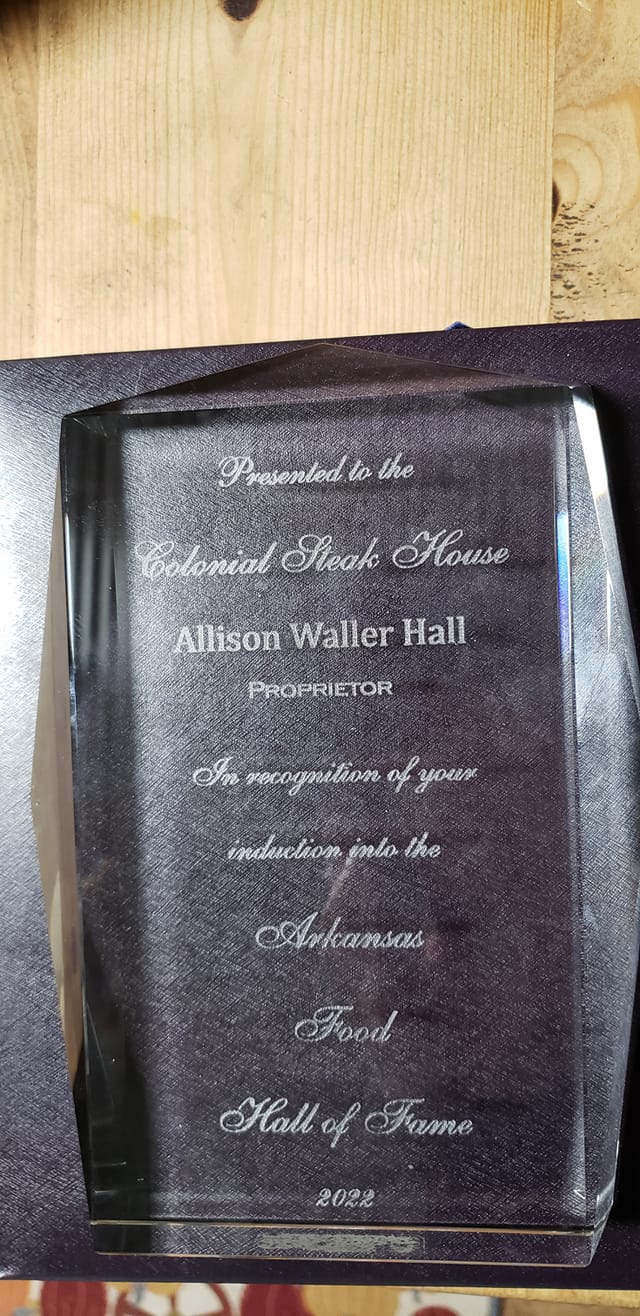 Presented to the
Colonial Steak House
Allison Waller Hall
PROPRIETOR
In recognition of your
induction into the
Arkansas
Food
Hall of Fame
2022